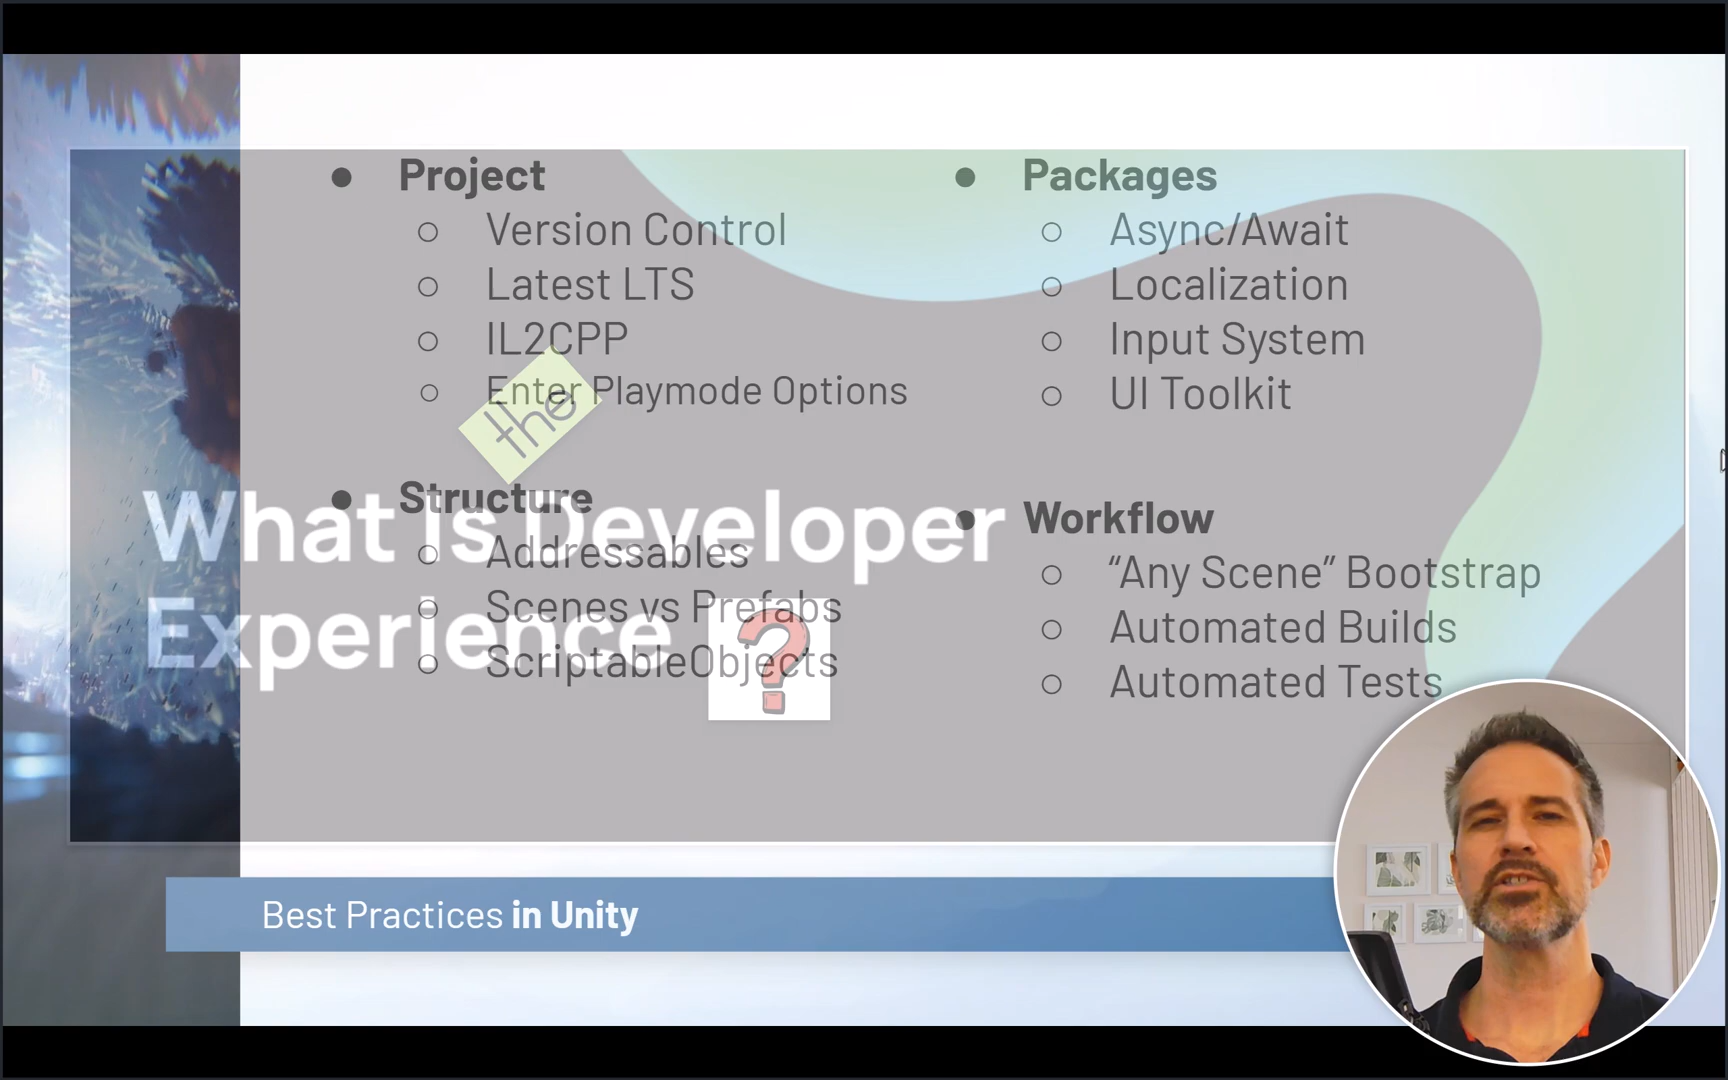 Project
Version Control
Latest LTS
IL2CPP
Enter Playmode Options
Structure
Addressables
Scenes vs Prefabs
ScriptableObjects
Packages
Async/Await
Localization
Input System
UI Toolkit
Workflow
“Any Scene” Bootstrap
Automated Builds
Automated Tests
the
What Is Developer
Experience ?
Best Practices in Unity